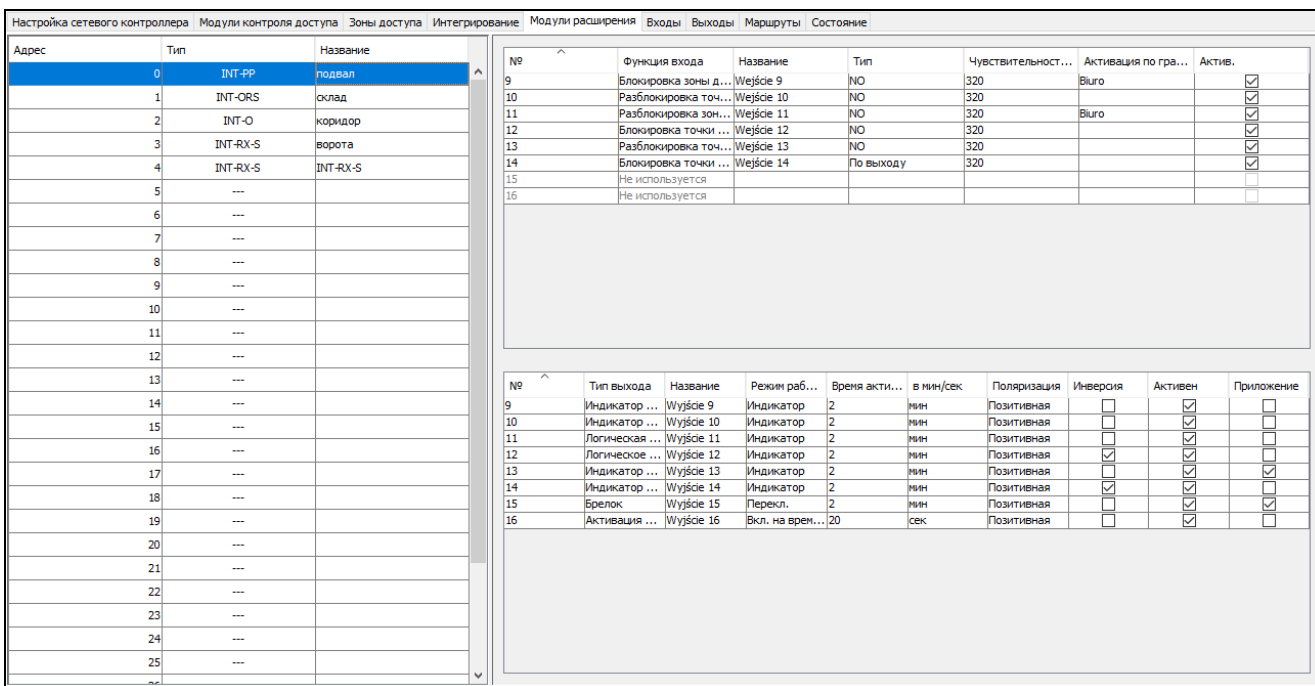 Настройка сетевого контроллера Модули контроля доступа Зоны доступа Интегрирование Модули расширения Входы Выходы Маршруты Состояние
Адрес Тип Название
0 INT-PP подвал
1 INT-ORS склад
2 INT-O коридор
3 INT-RX-S ворота
4 INT-RX-S INT-RX-S
5 ---
6 ---
7 ---
8 ---
9 ---
10 ---
11 ---
12 ---
13 ---
14 ---
15 ---
16 ---
17 ---
18 ---
19 ---
20 ---
21 ---
22 ---
23 ---
24 ---
25 ---
№ Функция входа Название Тип Чувствительност... Активация по гра... Актив.
9 Блокировка зоны д... Wejście 9 NO 320 Biuro
10 Разблокировка точ... Wejście 10 NO 320
11 Разблокировка зон... Wejście 11 NO 320 Biuro
12 Блокировка точки ... Wejście 12 NO 320
13 Разблокировка точ... Wejście 13 NO 320
14 Блокировка точки ... Wejście 14 По выходу 320
15 Не используется
16 Не используется
№ Тип выхода Название Режим раб... Время акти... в мин/сек Поляризация Инверсия Активен Приложение
9 Индикатор ... Wyjście 9 Индикатор 2 мин Позитивная
10 Индикатор ... Wyjście 10 Индикатор 2 мин Позитивная
11 Логическая ... Wyjście 11 Индикатор 2 мин Позитивная
12 Логическое ... Wyjście 12 Индикатор 2 мин Позитивная
13 Индикатор ... Wyjście 13 Индикатор 2 мин Позитивная
14 Индикатор ... Wyjście 14 Индикатор 2 мин Позитивная
15 Брелок Wyjście 15 Перекл. 2 мин Позитивная
16 Активация ... Wyjście 16 Вкл. на врем... 20 сек Позитивная